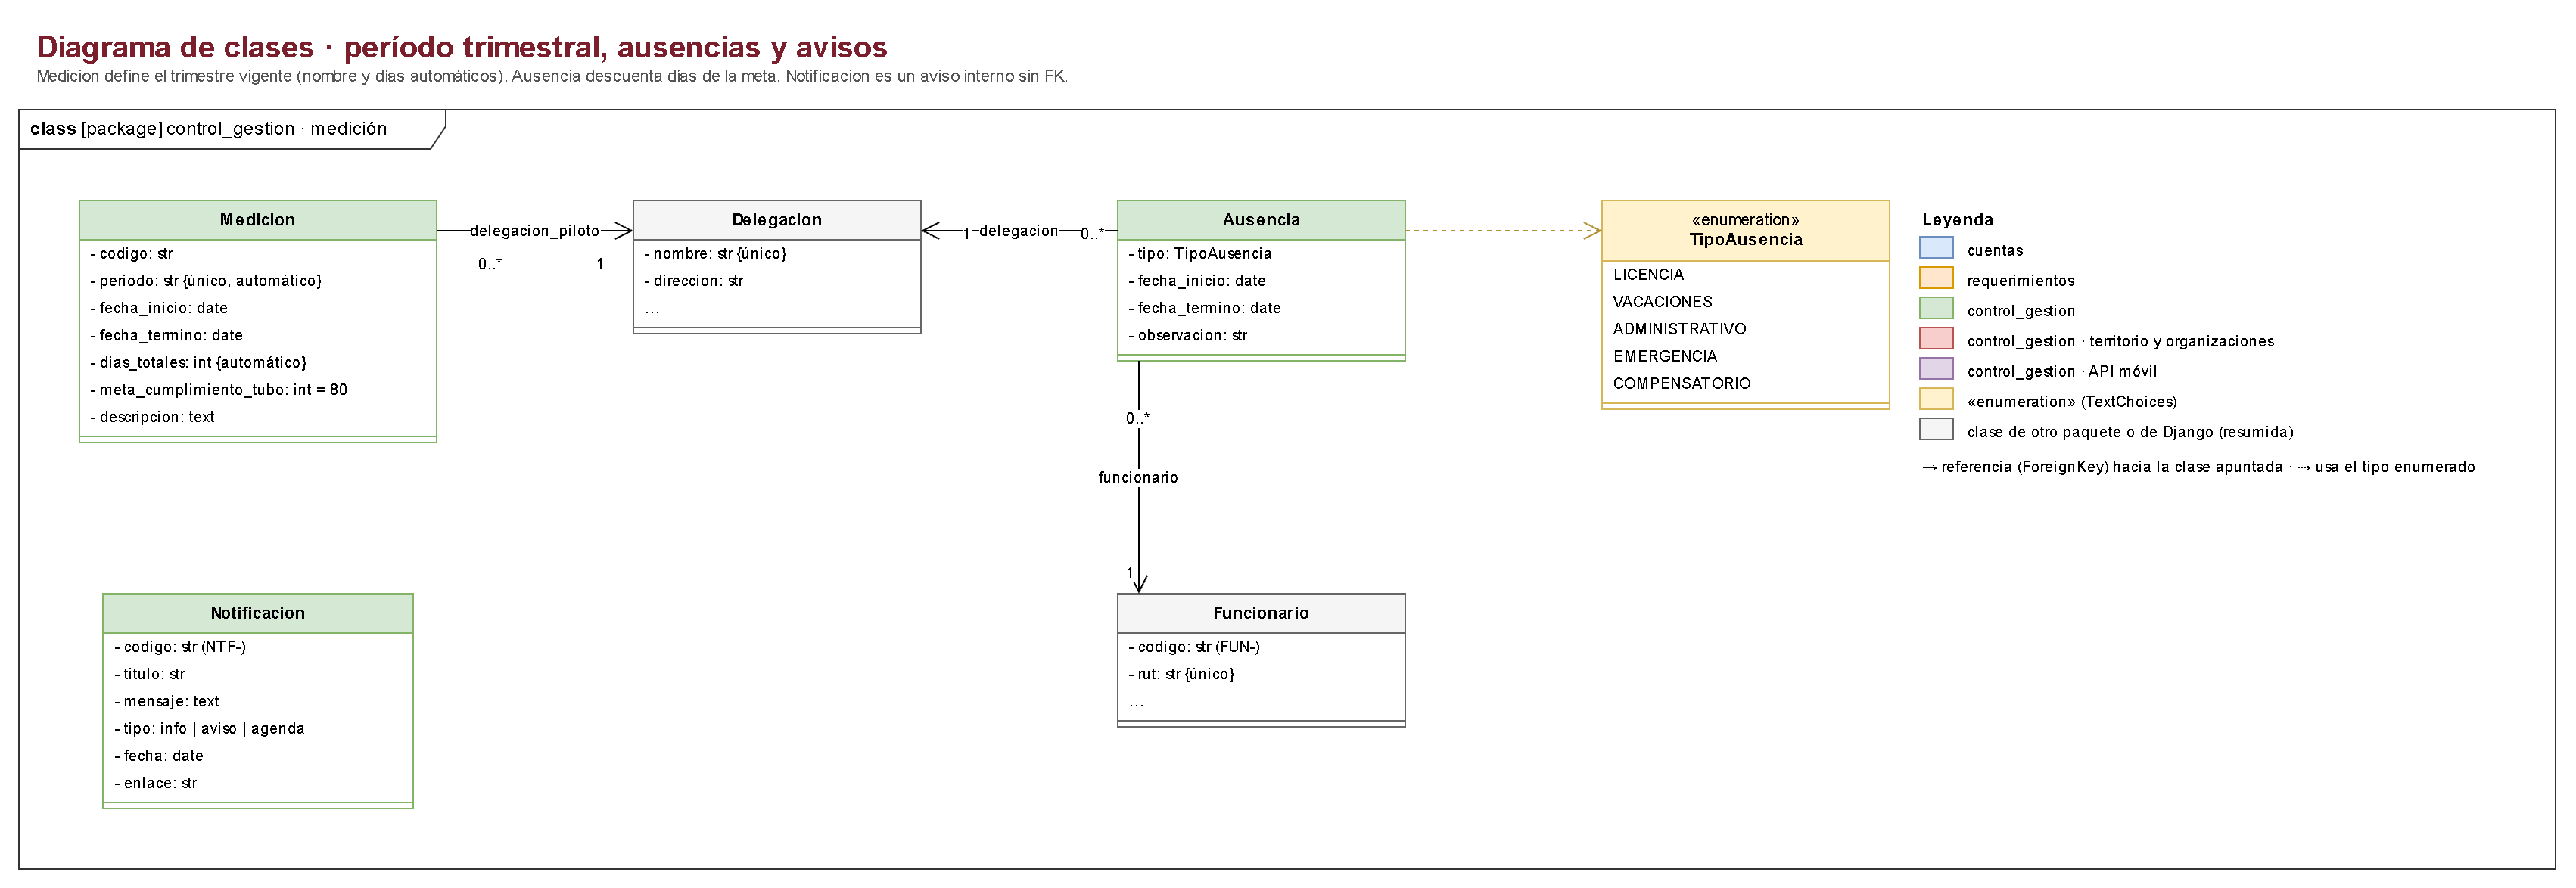 Diagrama de clases · período trimestral, ausencias y avisos
Medicion define el trimestre vigente (nombre y días automáticos). Ausencia descuenta días de la meta. Notificacion es un aviso interno sin FK.
class [package] control_gestion · medición
Medicion
- codigo: str
- periodo: str {único, automático}
- fecha_inicio: date
- fecha_termino: date
- dias_totales: int {automático}
- meta_cumplimiento_tubo: int = 80
- descripcion: text
delegacion_piloto
0..*
1
Delegacion
- nombre: str {único}
- direccion: str
...
1
delegacion
0..*
Ausencia
- tipo: TipoAusencia
- fecha_inicio: date
- fecha_termino: date
- observacion: str
«enumeration»
TipoAusencia
LICENCIA
VACACIONES
ADMINISTRATIVO
EMERGENCIA
COMPENSATORIO
Leyenda
cuentas
requerimientos
control_gestion
control_gestion · territorio y organizaciones
control_gestion · API móvil
«enumeration» (TextChoices)
clase de otro paquete o de Django (resumida)
→ referencia (ForeignKey) hacia la clase apuntada · ⇢ usa el tipo enumerado
0..*
funcionario
1
Notificacion
- codigo: str (NTF-)
- titulo: str
- mensaje: text
- tipo: info | aviso | agenda
- fecha: date
- enlace: str
Funcionario
- codigo: str (FUN-)
- rut: str {único}
...